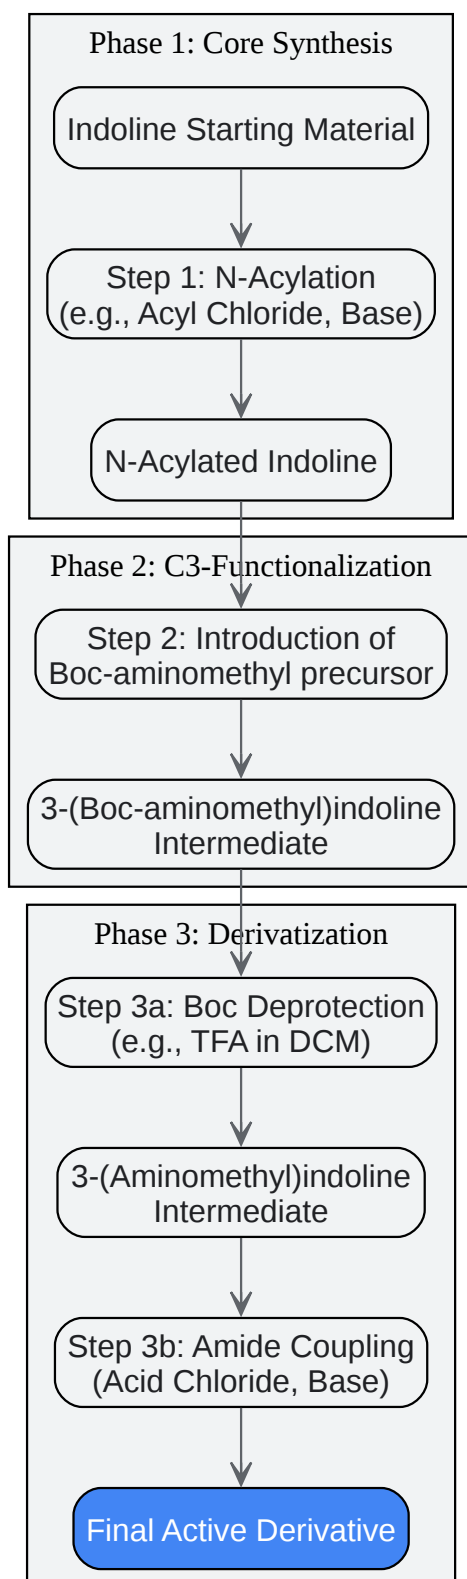 Phase 1: Core Synthesis
Indoline Starting Material
Step 1: N-Acylation
(e.g., Acyl Chloride, Base)
N-Acylated Indoline
Phase 2: C3-Functionalization
Step 2: Introduction of
Boc-aminomethyl precursor
3-(Boc-aminomethyl)indoline
Intermediate
Phase 3: Derivatization
Step 3a: Boc Deprotection
(e.g., TFA in DCM)
3-(Aminomethyl)indoline
Intermediate
Step 3b: Amide Coupling
(Acid Chloride, Base)
Final Active Derivative